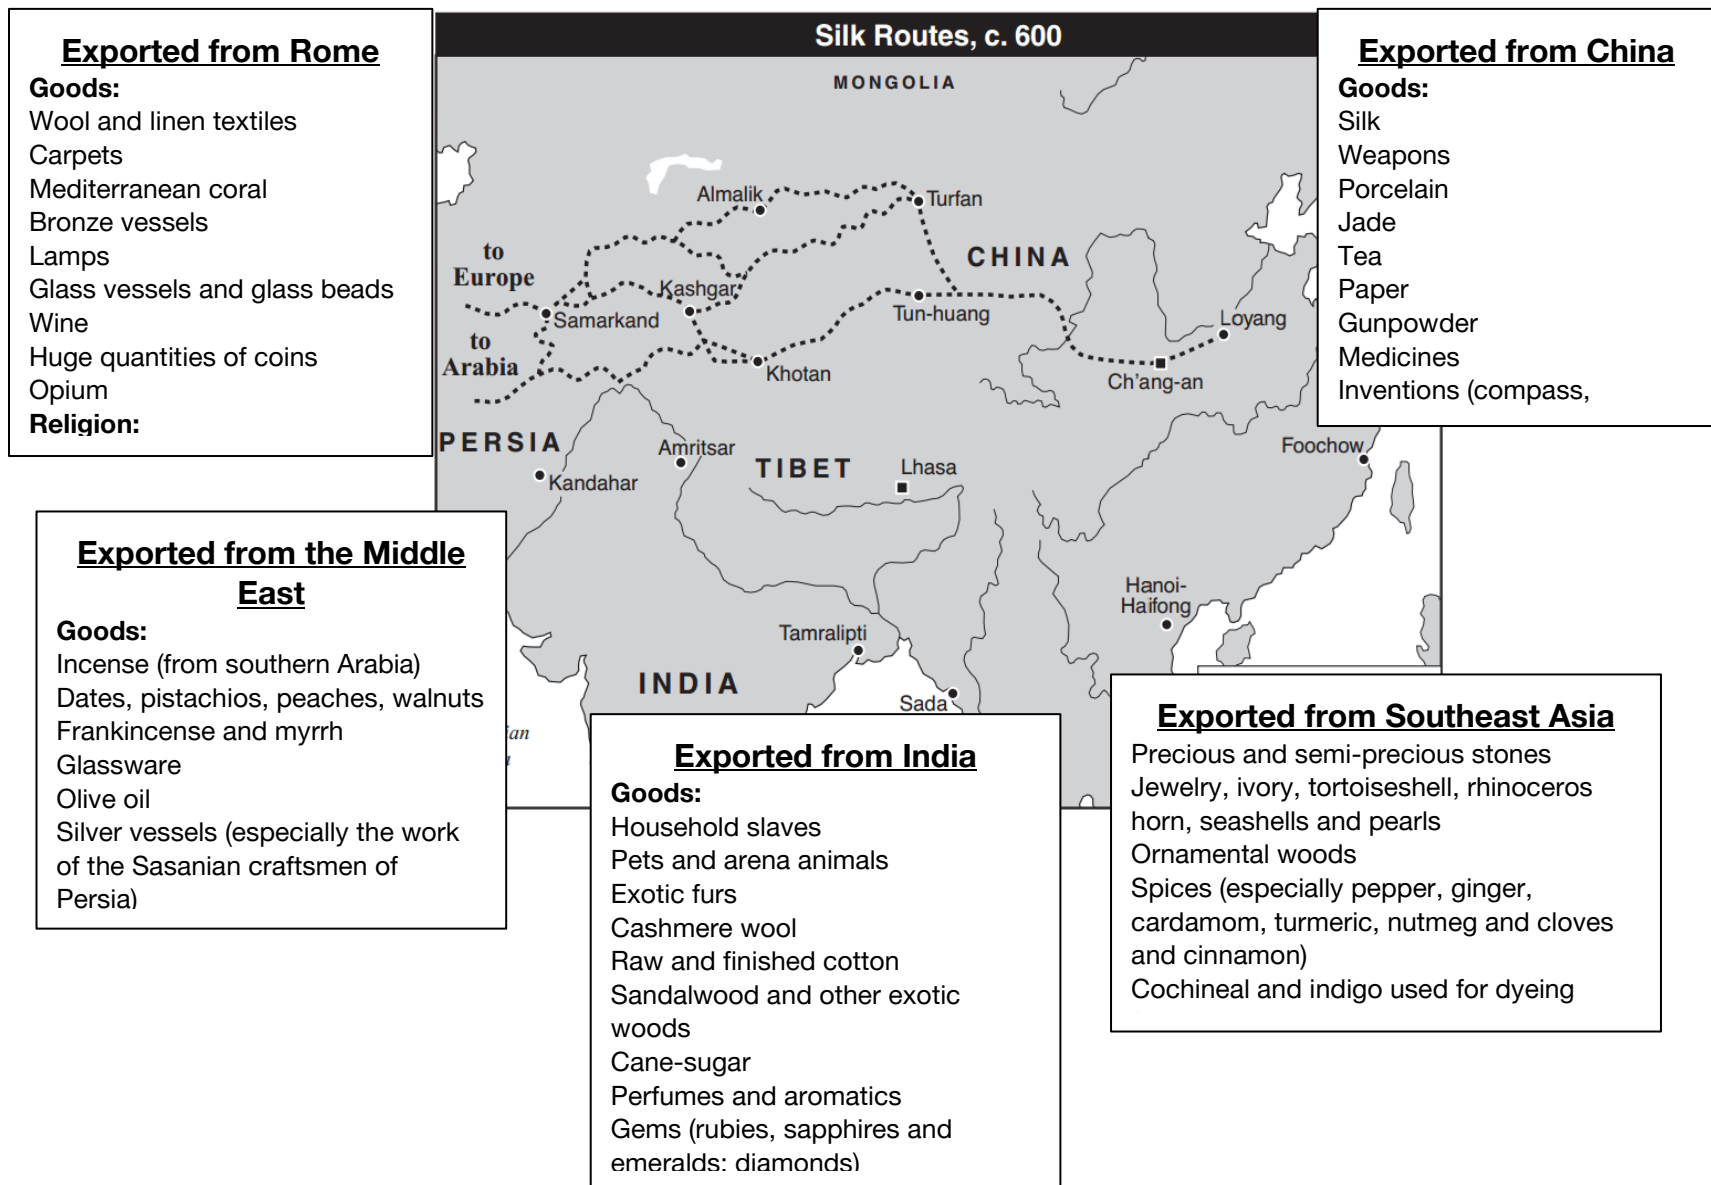 Exported from Rome
Goods:
Wool and linen textiles
Carpets
Mediterranean coral
Bronze vessels
Lamps
Glass vessels and glass beads
Wine
Huge quantities of coins
Opium
Religion:
Silk Routes, c. 600
MONGOLIA
Almalik
Turfan
to
Europe
CHINA
Kashgar
Samarkand
Tun-huang
Loyang
to
Arabia
Khotan
Ch'ang-an
PERSIA
Amritsar
TIBET
Lhasa
Foochow
Kandahar
Hanoi-
Haifong
Tamralipti
INDIA
Sada
Exported from China
Goods:
Silk
Weapons
Porcelain
Jade
Tea
Paper
Gunpowder
Medicines
Inventions (compass,
Exported from the Middle
East
Goods:
Incense (from southern Arabia)
Dates, pistachios, peaches, walnuts
Frankincense and myrrh
Glassware
Olive oil
Silver vessels (especially the work
of the Sasanian craftsmen of
Persia)
Exported from India
Goods:
Household slaves
Pets and arena animals
Exotic furs
Cashmere wool
Raw and finished cotton
Sandalwood and other exotic
woods
Cane-sugar
Perfumes and aromatics
Gems (rubies, sapphires and
emeralds; diamonds)
Exported from Southeast Asia
Precious and semi-precious stones
Jewelry, ivory, tortoiseshell, rhinoceros
horn, seashells and pearls
Ornamental woods
Spices (especially pepper, ginger,
cardamom, turmeric, nutmeg and cloves
and cinnamon)
Cochineal and indigo used for dyeing